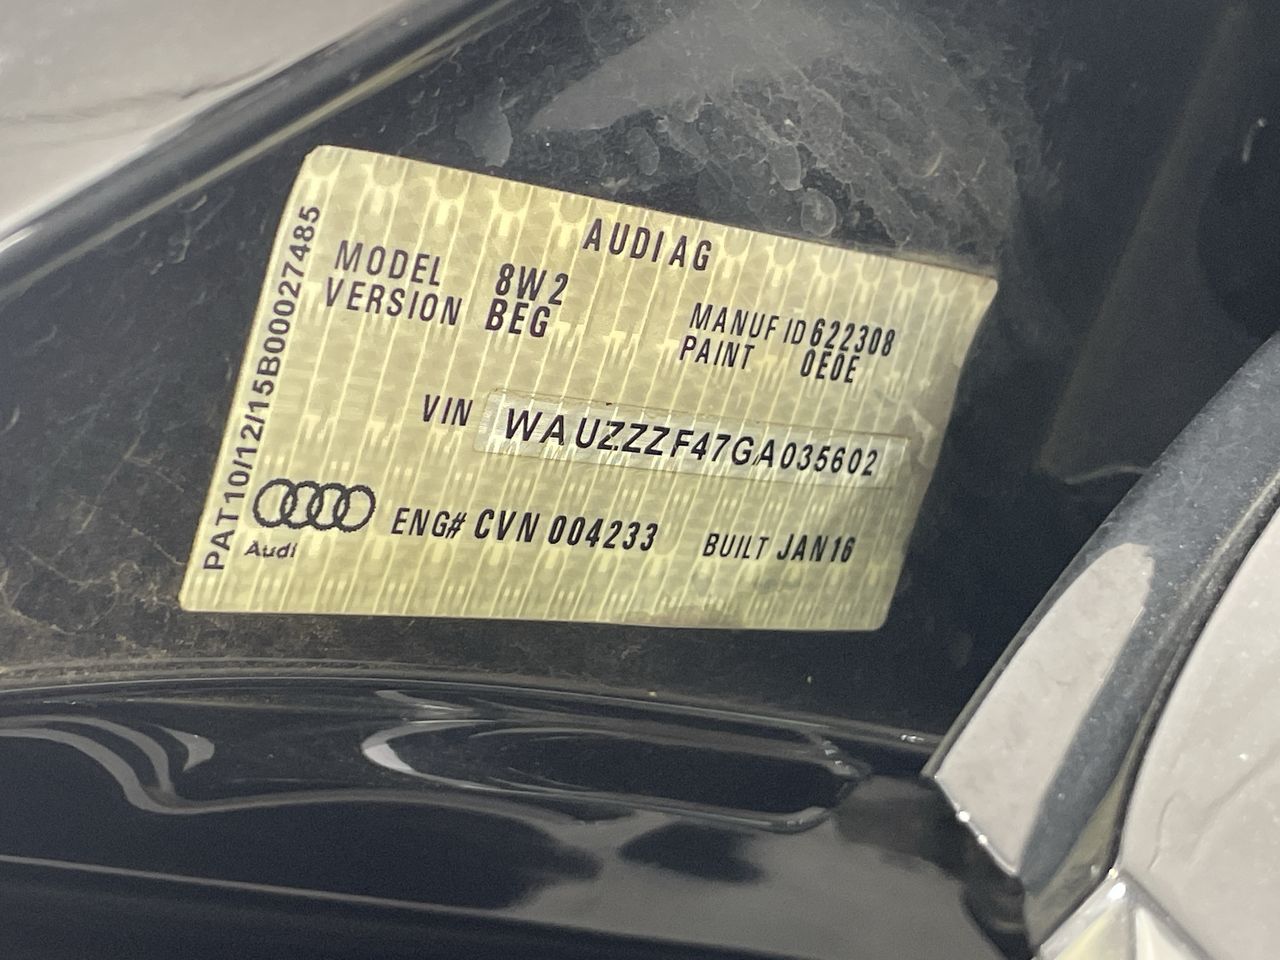 AUDI AG
MODEL 8W2
VERSION BEG
MANUF ID 622308
PAINT 0E0E
VIN WAUZZZF47GA035602
Audi
ENG# CVN 004233
BUILT JAN16
PAT10/12/15B00027485